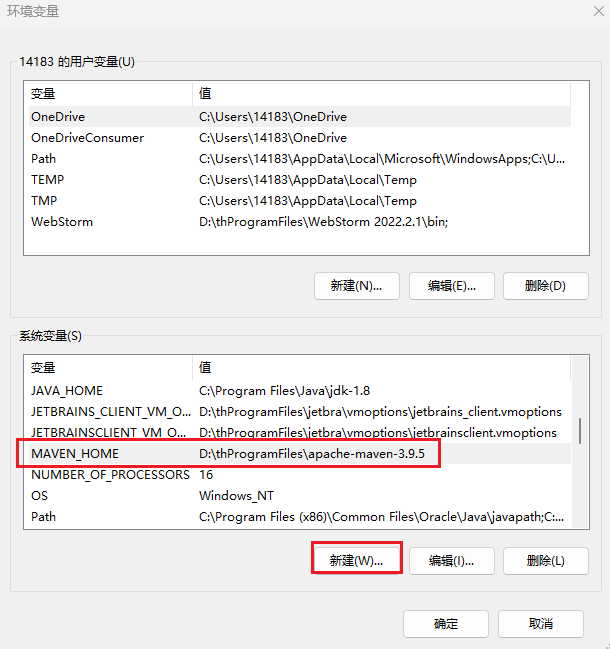 环境变量
14183 的用户变量(U)
变量 值
OneDrive C:\Users\14183\OneDrive
OneDriveConsumer C:\Users\14183\OneDrive
Path C:\Users\14183\AppData\Local\Microsoft\WindowsApps;C:\U...
TEMP C:\Users\14183\AppData\Local\Temp
TMP C:\Users\14183\AppData\Local\Temp
WebStorm D:\thProgramFiles\WebStorm 2022.2.1\bin;
新建(N)... 编辑(E)... 删除(D)
系统变量(S)
变量 值
JAVA_HOME C:\Program Files\Java\jdk-1.8
JETBRAINS_CLIENT_VM_O... D:\thProgramFiles\jetbra\vmoptions\jetbrains_client.vmoptions
JETBRAINSCLIENT_VM_O... D:\thProgramFiles\jetbra\vmoptions\jetbrainsclient.vmoptions
MAVEN_HOME D:\thProgramFiles\apache-maven-3.9.5
NUMBER_OF_PROCESSORS 16
OS Windows_NT
Path C:\Program Files (x86)\Common Files\Oracle\Java\javapath;C:...
新建(W)... 编辑(I)... 删除(L)
确定 取消